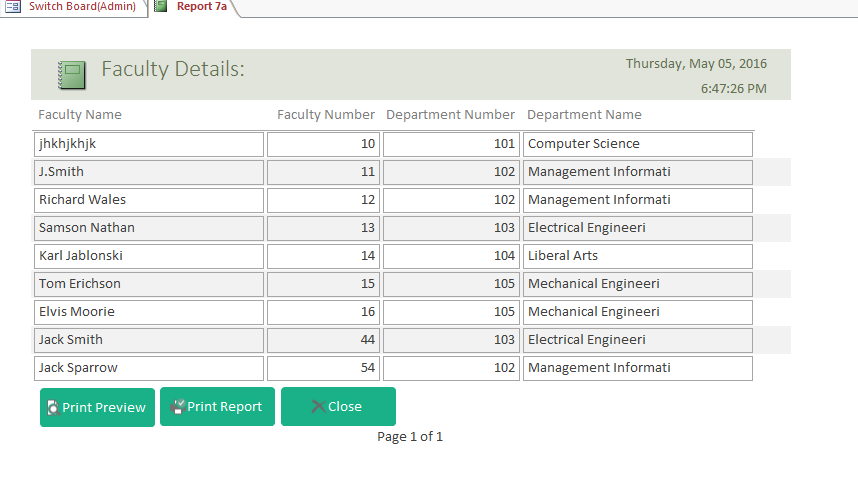 Switch Board(Admin) Report 7a
Faculty Details: Thursday, May 05, 2016
6:47:26 PM
Faculty Name Faculty Number Department Number Department Name
jhkhjkhjk 10 101 Computer Science
J.Smith 11 102 Management Informati
Richard Wales 12 102 Management Informati
Samson Nathan 13 103 Electrical Engineeri
Karl Jablonski 14 104 Liberal Arts
Tom Erichson 15 105 Mechanical Engineeri
Elvis Moorie 16 105 Mechanical Engineeri
Jack Smith 44 103 Electrical Engineeri
Jack Sparrow 54 102 Management Informati
Print Preview Print Report Close
Page 1 of 1